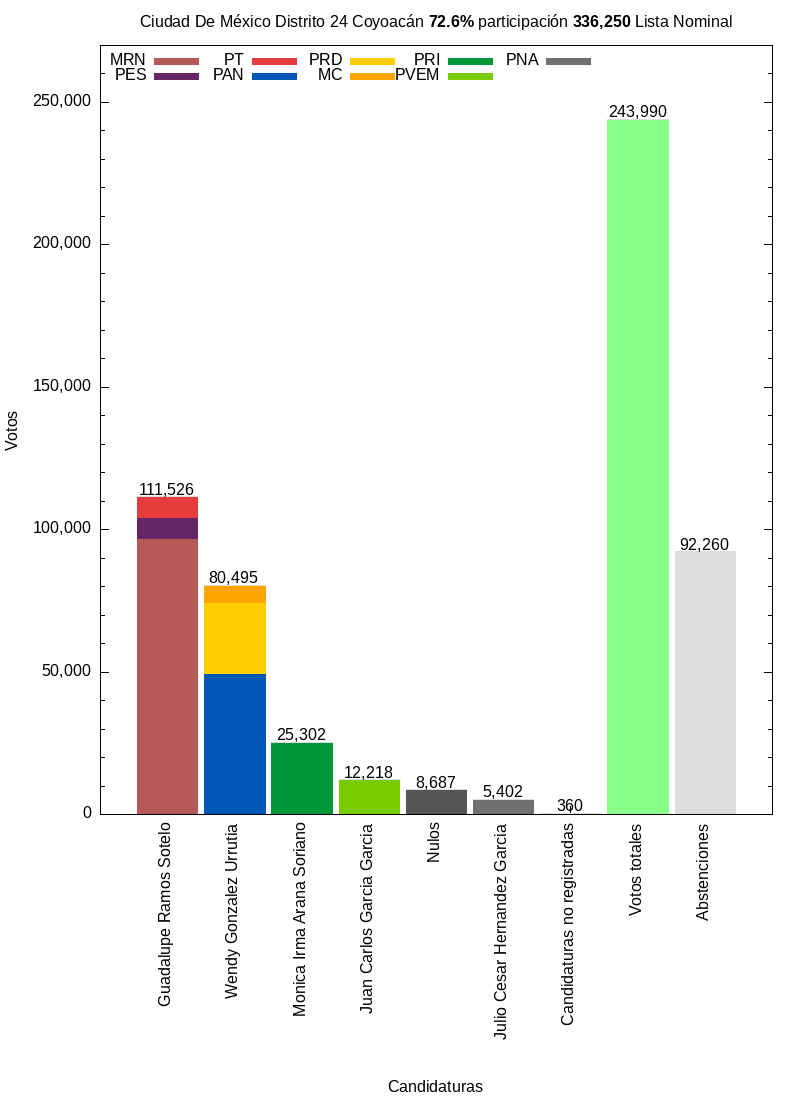 Ciudad De México Distrito 24 Coyoacán 72.6% participación 336,250 Lista Nominal
MRN PT PRD PRI PNA
PES PAN MC PVEM
250,000
200,000
150,000
100,000
50,000
0
Votos
111,526
80,495
25,302
12,218
8,687
5,402
360
243,990
92,260
Guadalupe Ramos Sotelo
Wendy Gonzalez Urrutia
Monica Irma Arana Soriano
Juan Carlos Garcia Garcia
Nulos
Julio Cesar Hernandez Garcia
Candidaturas no registradas
Votos totales
Abstenciones
Candidaturas